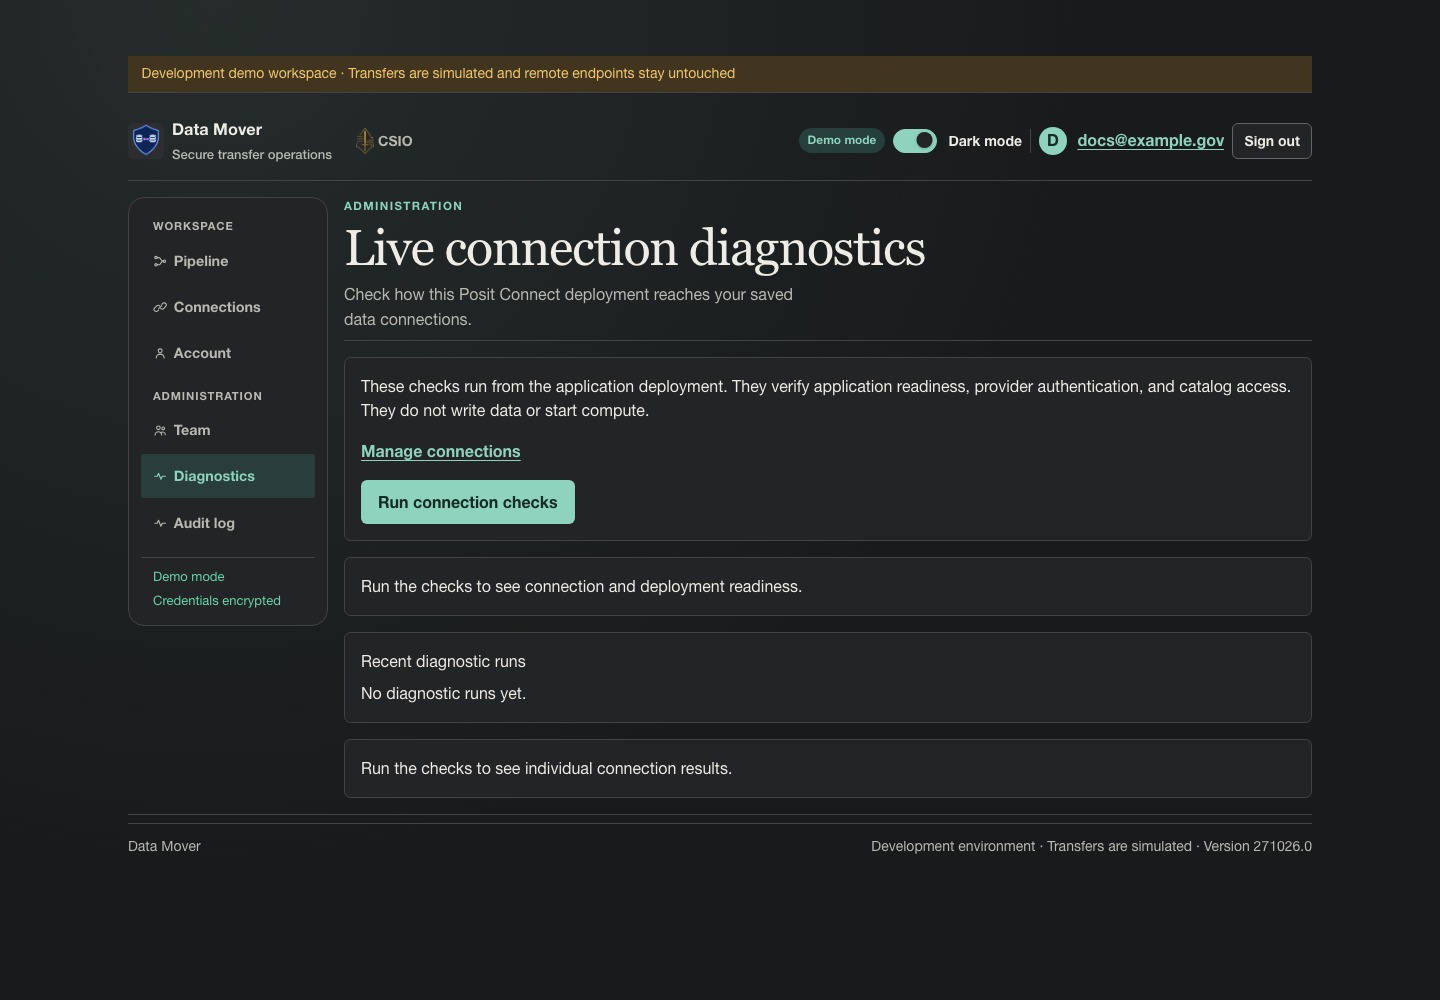 Development demo workspace · Transfers are simulated and remote endpoints stay untouched
Data Mover
Secure transfer operations
CSIO
Demo mode
Dark mode
D
docs@example.gov
Sign out
WORKSPACE
Pipeline
Connections
Account
ADMINISTRATION
Team
Diagnostics
Audit log
Demo mode
Credentials encrypted
ADMINISTRATION
Live connection diagnostics
Check how this Posit Connect deployment reaches your saved
data connections.
These checks run from the application deployment. They verify application readiness, provider authentication, and catalog access.
They do not write data or start compute.
Manage connections
Run connection checks
Run the checks to see connection and deployment readiness.
Recent diagnostic runs
No diagnostic runs yet.
Run the checks to see individual connection results.
Data Mover
Development environment · Transfers are simulated · Version 271026.0